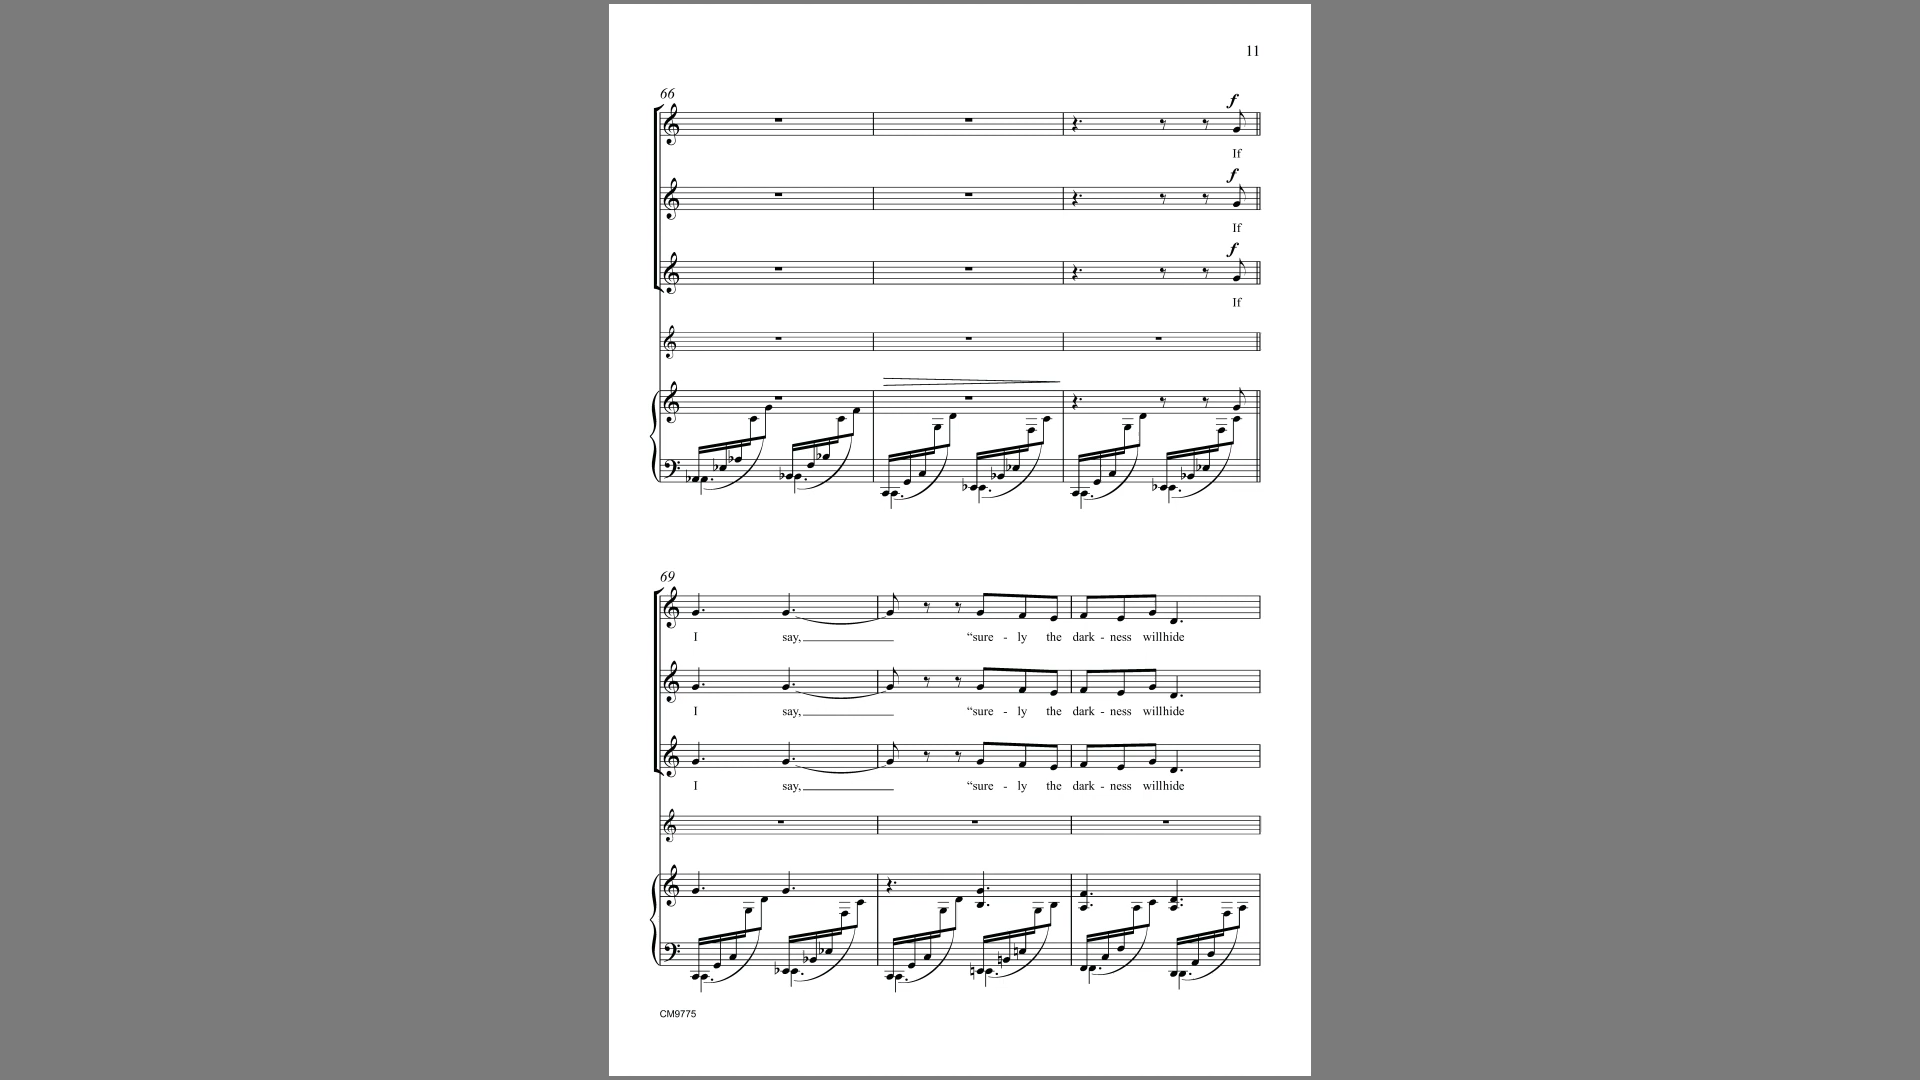 11
66
f
If
f
If
f
If
69
I say, “sure - ly the dark - ness willhide
I say, “sure - ly the dark - ness willhide
I say, “sure - ly the dark - ness willhide
CM9775